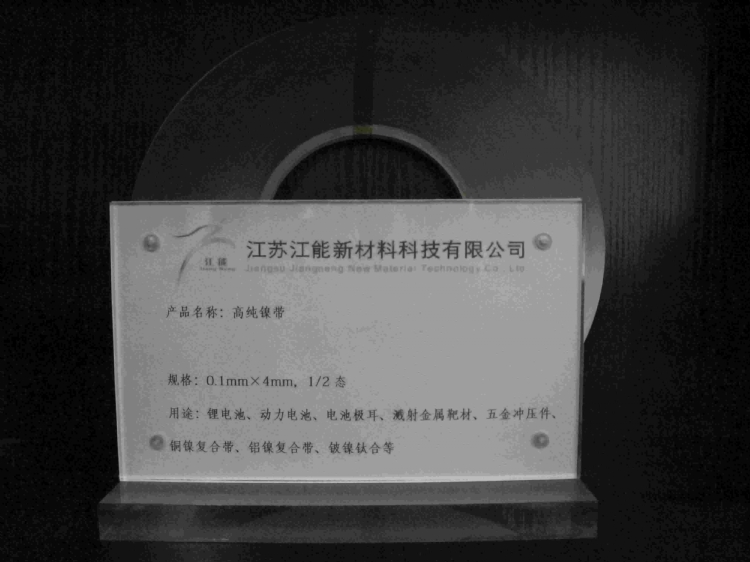 江苏江能新材料科技有限公司
Jiangsu Jiangneng New Material Technology Co., Ltd
江能
产品名称：高纯镍带
规格：0.1mm×4mm，1/2 态
用途：锂电池、动力电池、电池极耳、溅射金属靶材、五金冲压件、
铜镍复合带、铝镍复合带、铍镍钛合等